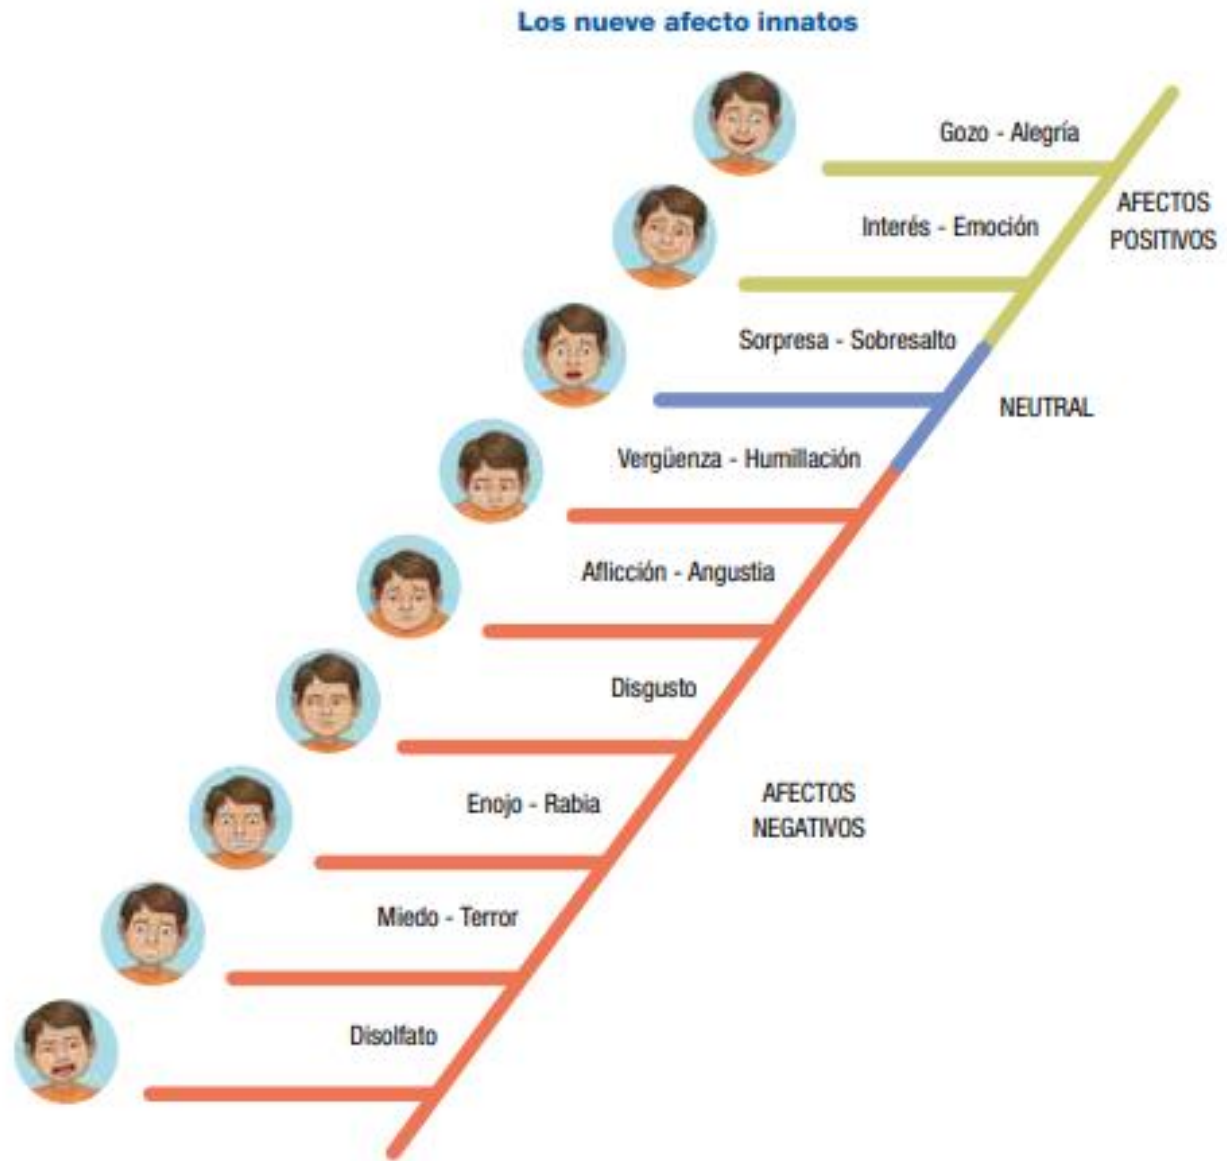 Los nueve afecto innatos
Gozo - Alegría
AFECTOS
POSITIVOS
Interés - Emoción
Sorpresa - Sobresalto
NEUTRAL
Vergüenza - Humillación
Aflicción - Angustia
Disgusto
Enojo - Rabia
AFECTOS
NEGATIVOS
Miedo - Terror
Disolfato